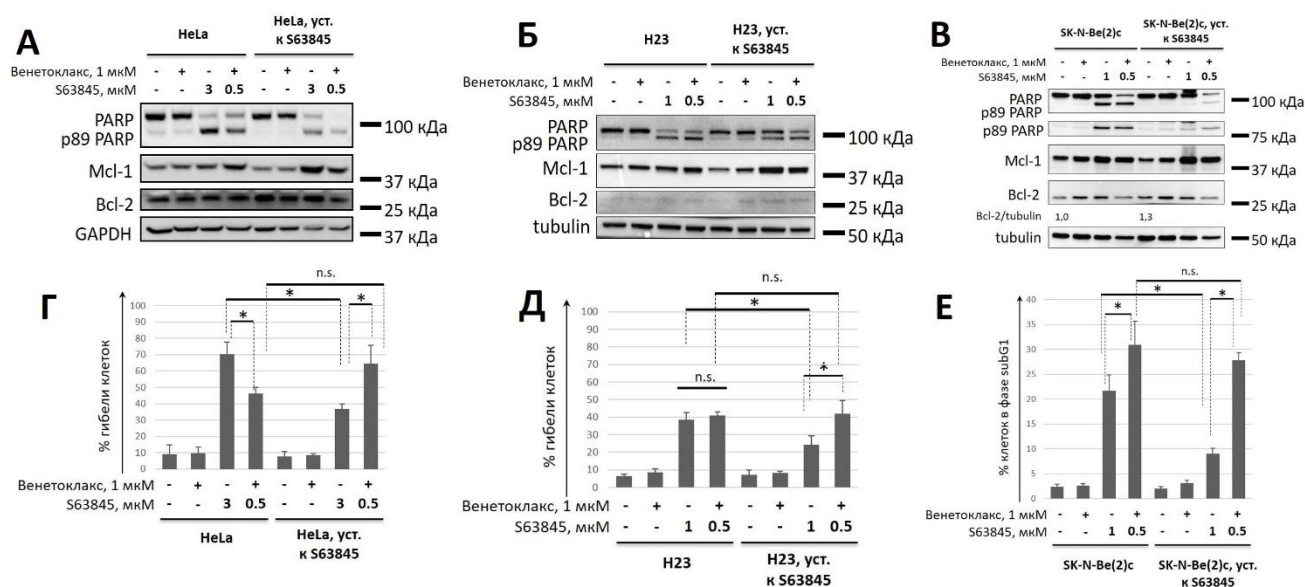 А
HeLa
HeLa, уст.
к S63845
Венетоклакс, 1 мкМ - + - + - + - +
S63845, мкМ - - 3 0.5 - - 3 0.5
PARP
p89 PARP
100 кДа
Mcl-1
37 кДа
Bcl-2
25 кДа
GAPDH
37 кДа
Б
H23
H23, уст.
к S63845
Венетоклакс, 1 мкМ - + - + - + - +
S63845, мкМ - - 1 0.5 - - 1 0.5
PARP
p89 PARP
100 кДа
Mcl-1
37 кДа
Bcl-2
25 кДа
tubulin
50 кДа
В
SK-N-Be(2)c
SK-N-Be(2)c, уст.
к S63845
Венетоклакс, 1 мкМ - + - + - + - +
S63845, мкМ - - 1 0.5 - - 1 0.5
PARP
p89 PARP
100 кДа
p89 PARP
75 кДа
Mcl-1
37 кДа
Bcl-2
25 кДа
Bcl-2/tubulin 1,0 1,3
tubulin
50 кДа
Г
% гибели клеток
100
90
80
70
60
50
40
30
20
10
0
n.s.
*
*
*
Венетоклакс, 1 мкМ - + - + - + - +
S63845, мкМ - - 3 0.5 - - 3 0.5
HeLa
HeLa, уст.
к S63845
Д
% гибели клеток
100
90
80
70
60
50
40
30
20
10
0
n.s.
*
n.s.
*
Венетоклакс, 1 мкМ - + - + - + - +
S63845, мкМ - - 1 0.5 - - 1 0.5
H23
H23, уст.
к S63845
Е
% клеток в фазе subG1
40
35
30
25
20
15
10
5
0
n.s.
*
*
*
Венетоклакс, 1 мкМ - + - + - + - +
S63845, мкМ - - 1 0.5 - - 1 0.5
SK-N-Be(2)c
SK-N-Be(2)c, уст.
к S63845